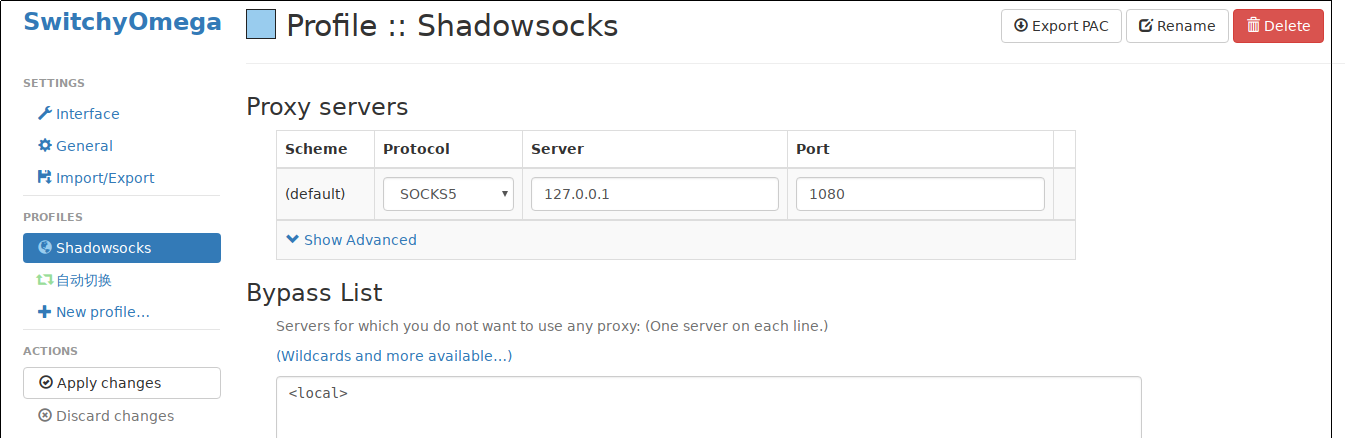 SwitchyOmega
SETTINGS
Interface
General
Import/Export
PROFILES
Shadowsocks
自动切换
New profile...
ACTIONS
Apply changes
Discard changes
Profile :: Shadowsocks
Export PAC
Rename
Delete
Proxy servers
Scheme Protocol Server Port
(default) SOCKS5 127.0.0.1 1080
Show Advanced
Bypass List
Servers for which you do not want to use any proxy: (One server on each line.)
(Wildcards and more available...)
<local>